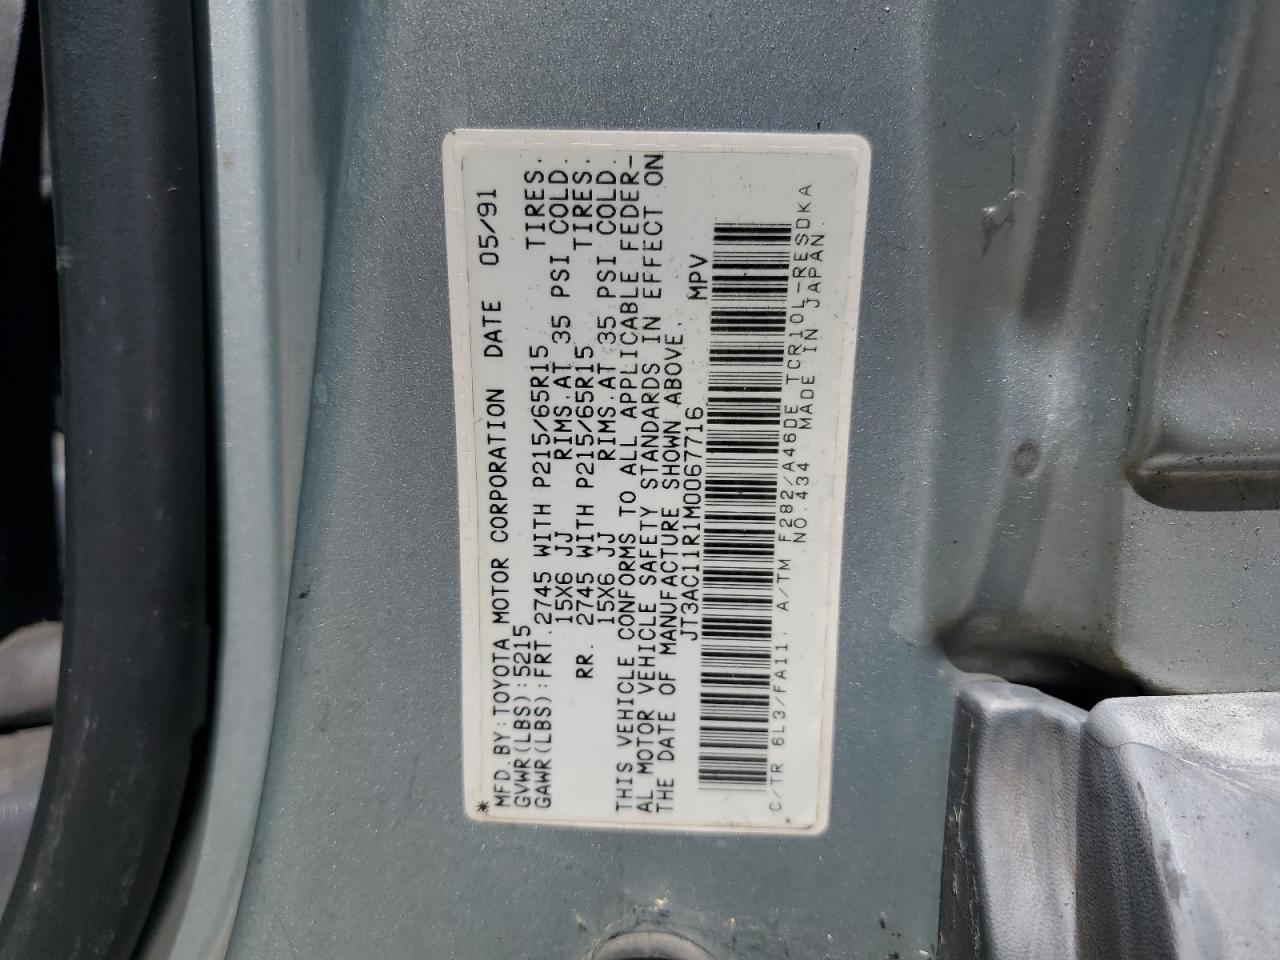 *
MFD.BY:TOYOTA MOTOR CORPORATION DATE 05/91
GVWR(LBS):5215
GAWR(LBS):FRT.2745 WITH P215/65R15 TIRES.
15X6 JJ RIMS.AT 35 PSI COLD.
RR. 2745 WITH P215/65R15 TIRES.
15X6 JJ RIMS.AT 35 PSI COLD.
THIS VEHICLE CONFORMS TO ALL APPLICABLE FEDER-
AL MOTOR VEHICLE SAFETY STANDARDS IN EFFECT ON
THE DATE OF MANUFACTURE SHOWN ABOVE.
JT3AC11R1M0067716 MPV
C/TR 6L3/FA11. A/TM F282/A46DE TCR10L-RESDKA
NO.434 MADE IN JAPAN